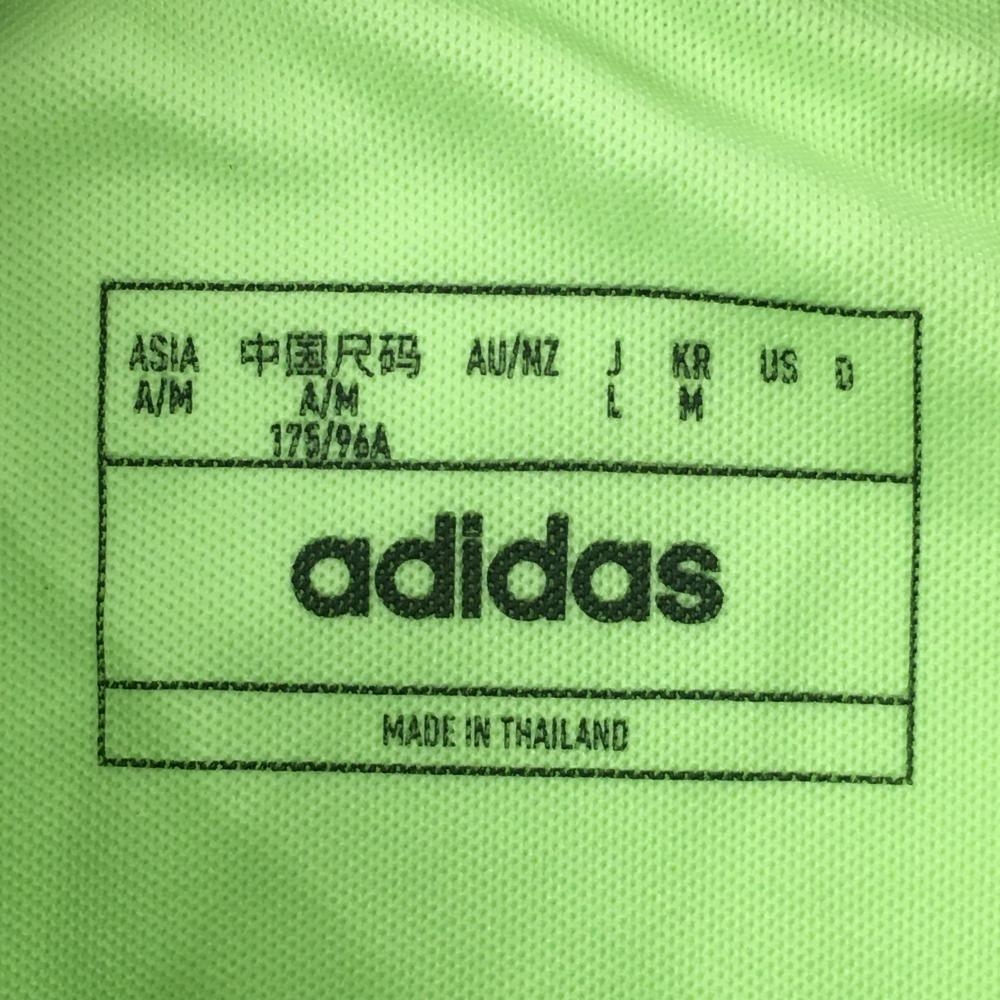 ASIA 中国尺码 AU/NZ J KR US D
A/M A/M L M
175/96A
adidas
MADE IN THAILAND